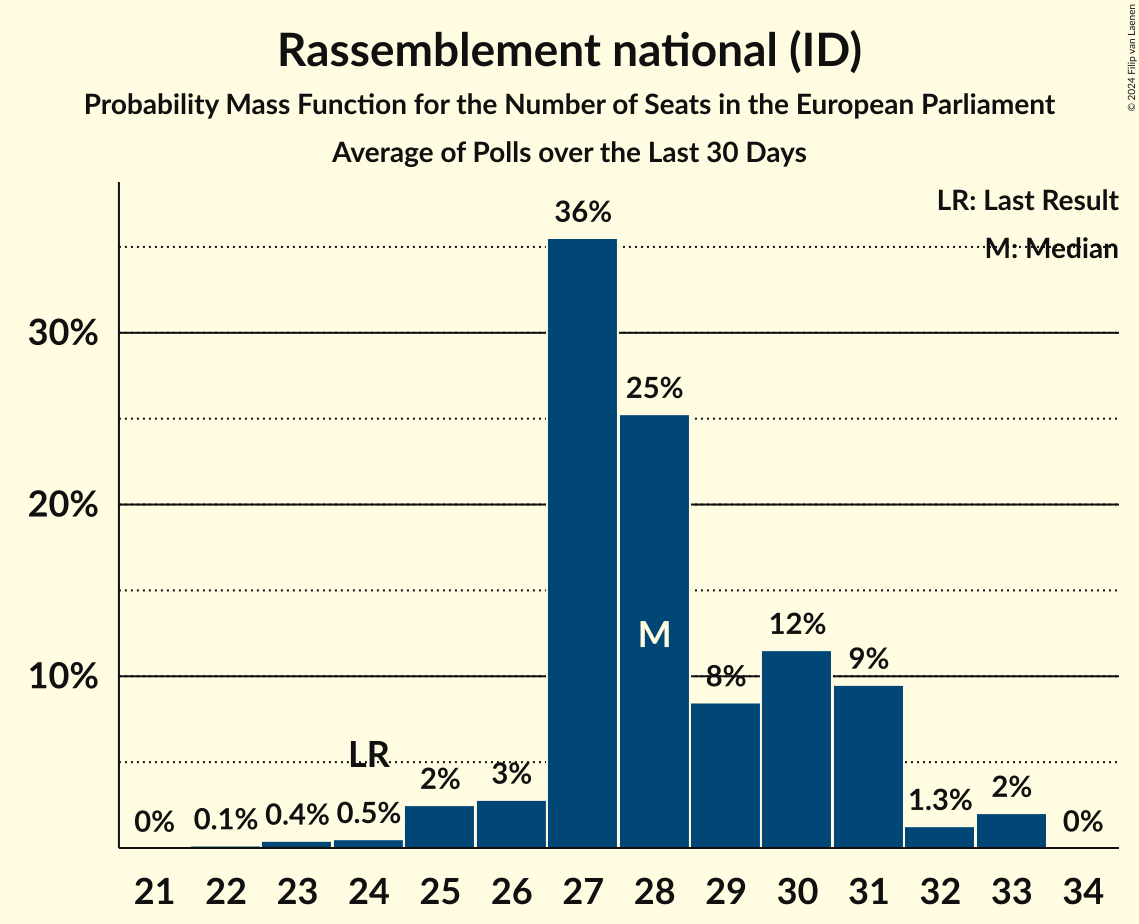 Rassemblement national (ID)
Probability Mass Function for the Number of Seats in the European Parliament
Average of Polls over the Last 30 Days
© 2024 Filip van Laenen
LR: Last Result
M: Median
36%
30%
25%
20%
M
12%
9%
10%
8%
LR
3%
2%
2%
1.3%
0.5%
0.4%
0.1%
0%
0%
21 22 23 24 25 26 27 28 29 30 31 32 33 34